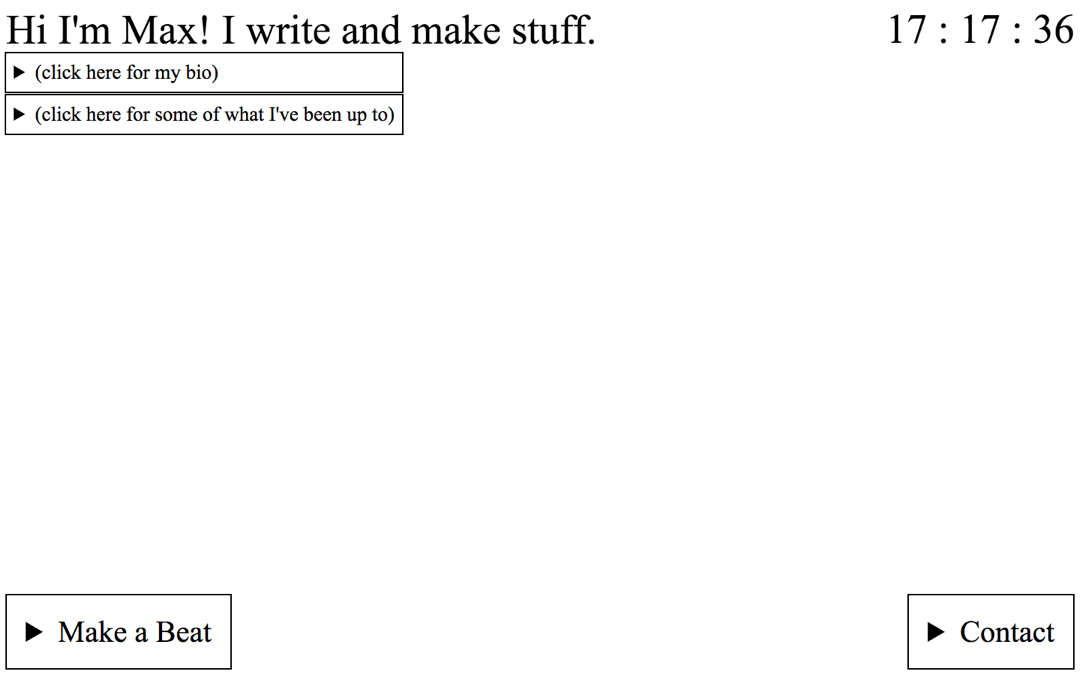 Hi I'm Max! I write and make stuff.
17 : 17 : 36
(click here for my bio)
(click here for some of what I've been up to)
Make a Beat
Contact